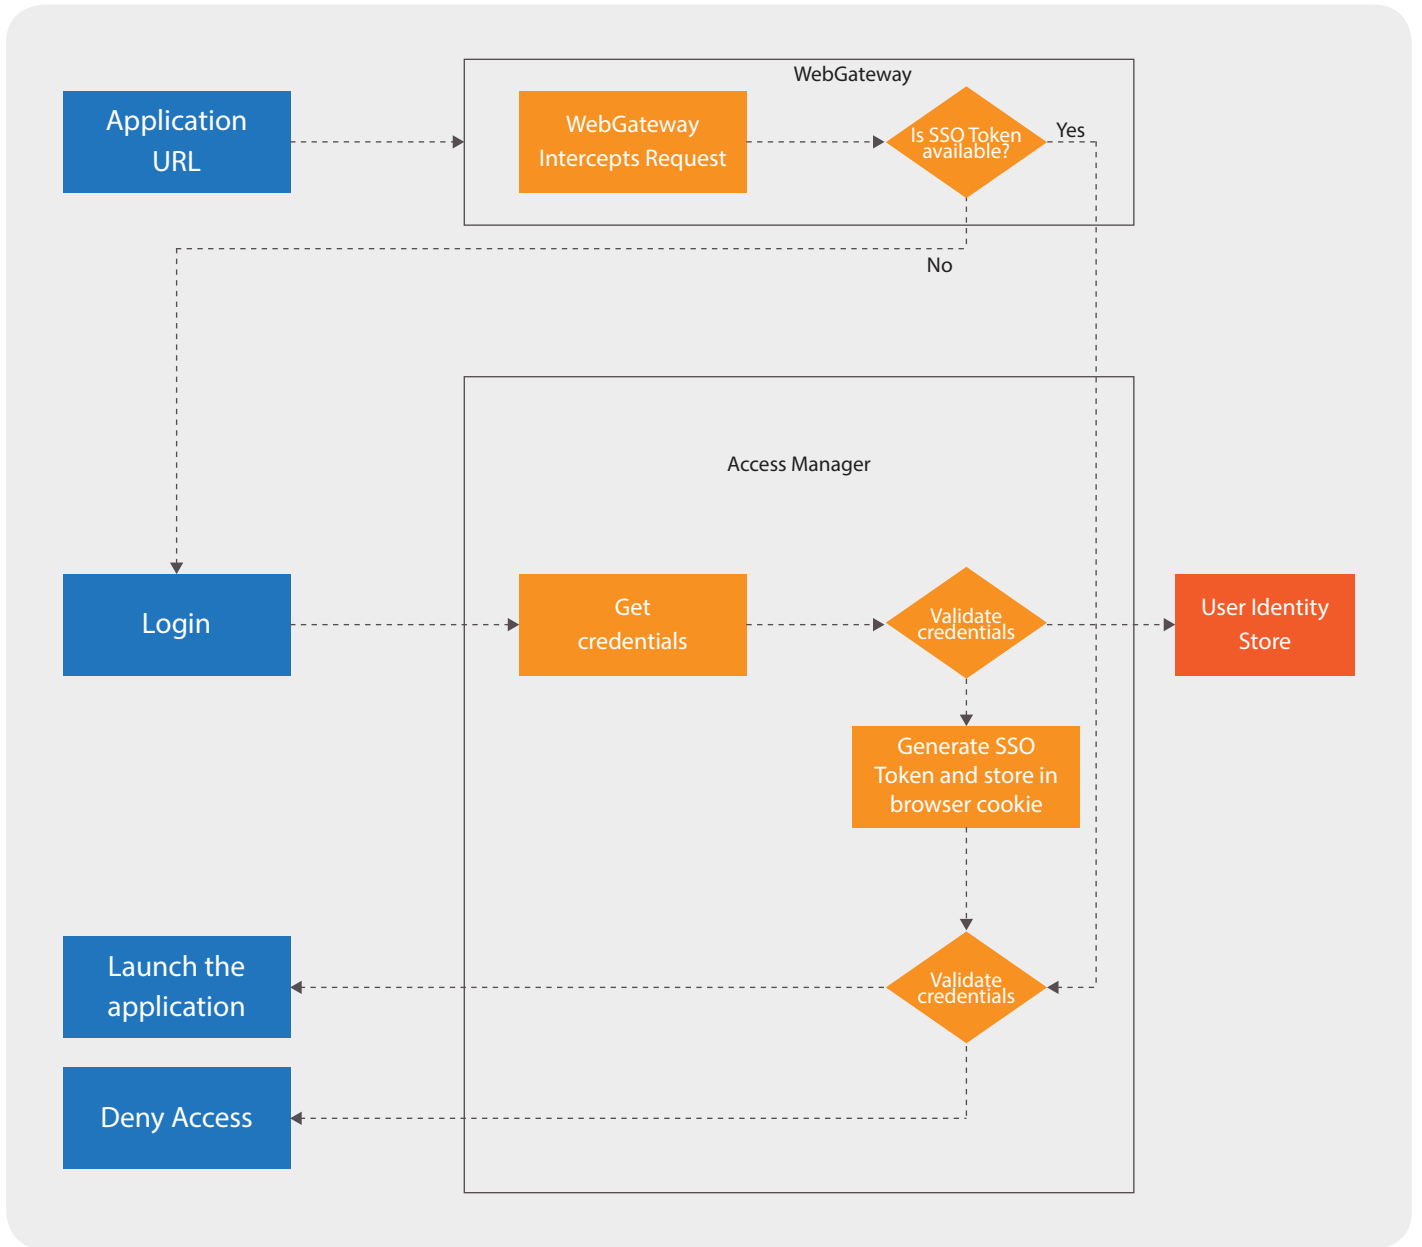 WebGateway
Application
URL
WebGateway
Intercepts Request
Is SSO Token
available?
Yes
No
Access Manager
Login
Get
credentials
Validate
credentials
User Identity
Store
Generate SSO
Token and store in
browser cookie
Launch the
application
Validate
credentials
Deny Access